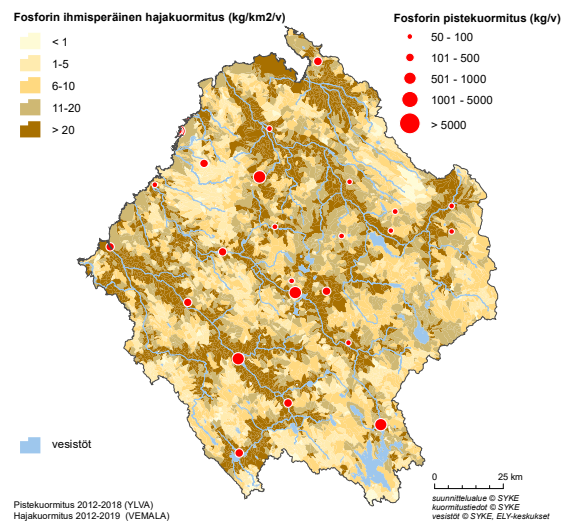 Fosforin ihmisperäinen hajakuormitus (kg/km2/v)
< 1
1-5
6-10
11-20
> 20
Fosforin pistekuormitus (kg/v)
50 - 100
101 - 500
501 - 1000
1001 - 5000
> 5000
vesistöt
Pistekuormitus 2012-2018 (YLVA)
Hajakuormitus 2012-2019 (VEMALA)
0 25 km
suunnittelualue © SYKE
kuormitustiedot © SYKE
vesistöt © SYKE, ELY-keskukset